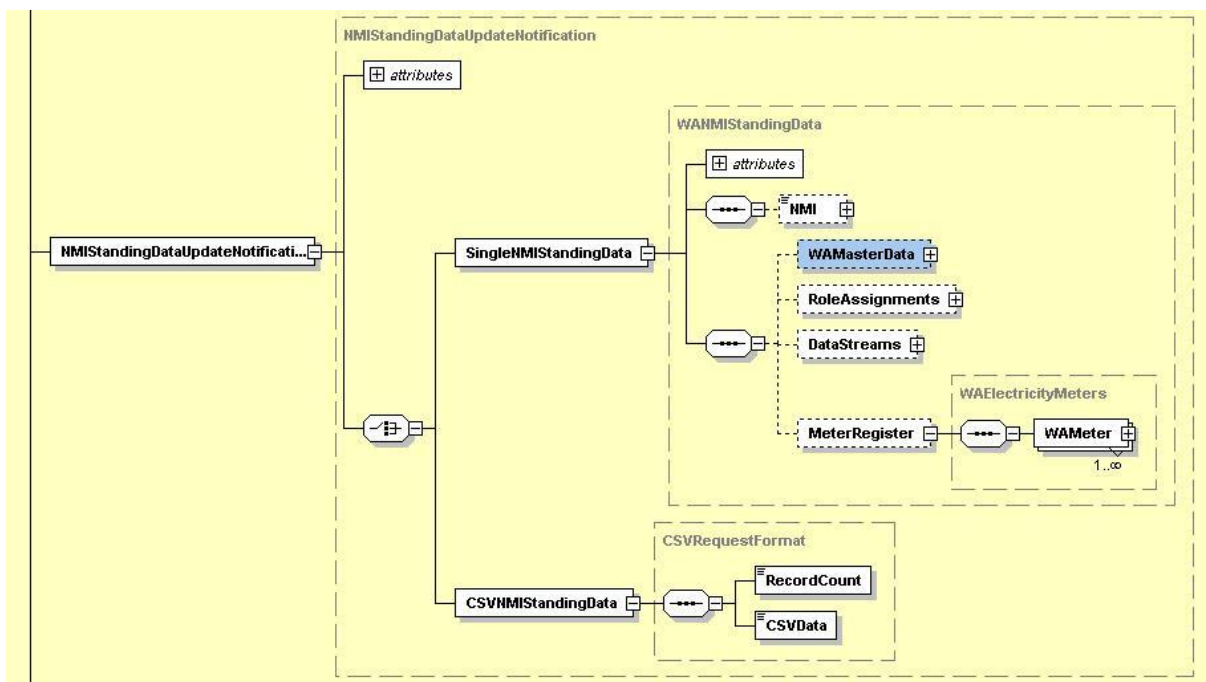 NMIStandingDataUpdateNotification
attributes
WANMIStandingData
attributes
NMI
NMIStandingDataUpdateNotificati...
SingleNMIStandingData
WAMasterData
RoleAssignments
DataStreams
WAElectricityMeters
MeterRegister
WAMeter
1..∞
CSVRequestFormat
RecordCount
CSVNMIStandingData
CSVData